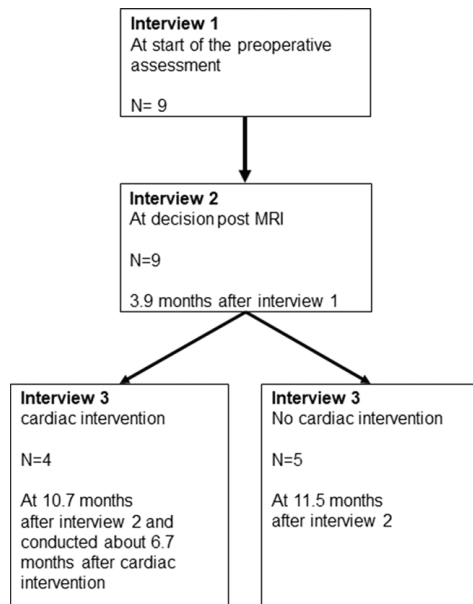 Interview 1
At start of the preoperative
assessment
N= 9
Interview 2
At decision post MRI
N=9
3.9 months after interview 1
Interview 3
cardiac intervention
N=4
At 10.7 months
after interview 2 and
conducted about 6.7
months after cardiac
intervention
Interview 3
No cardiac intervention
N=5
At 11.5 months
after interview 2